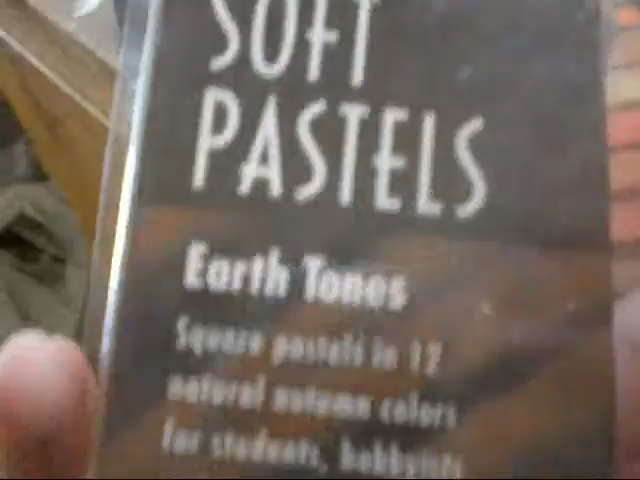 SOFT
PASTELS
Earth Tones
Square pastels in 12
natural autumn colors
for students, hobbyists